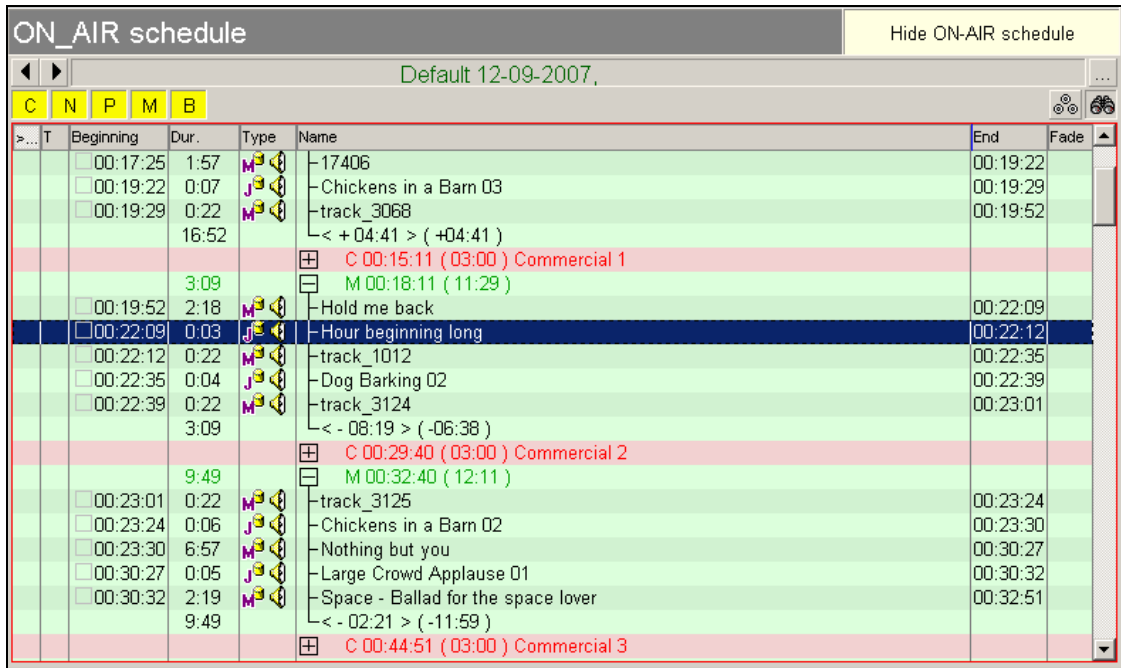 ON_AIR schedule Hide ON-AIR schedule
Default 12-09-2007, ...
C N P M B
>... T Beginning Dur. Type Name End Fade
00:17:25 1:57 M 17406 00:19:22
00:19:22 0:07 J Chickens in a Barn 03 00:19:29
00:19:29 0:22 M track_3068 00:19:52
16:52 < + 04:41 > ( +04:41 )
C 00:15:11 ( 03:00 ) Commercial 1
3:09 M 00:18:11 ( 11:29 )
00:19:52 2:18 M Hold me back 00:22:09
00:22:09 0:03 J Hour beginning long 00:22:12
00:22:12 0:22 M track_1012 00:22:35
00:22:35 0:04 J Dog Barking 02 00:22:39
00:22:39 0:22 M track_3124 00:23:01
3:09 < - 08:19 > ( -06:38 )
C 00:29:40 ( 03:00 ) Commercial 2
9:49 M 00:32:40 ( 12:11 )
00:23:01 0:22 M track_3125 00:23:24
00:23:24 0:06 J Chickens in a Barn 02 00:23:30
00:23:30 6:57 M Nothing but you 00:30:27
00:30:27 0:05 J Large Crowd Applause 01 00:30:32
00:30:32 2:19 M Space - Ballad for the space lover 00:32:51
9:49 < - 02:21 > ( -11:59 )
C 00:44:51 ( 03:00 ) Commercial 3